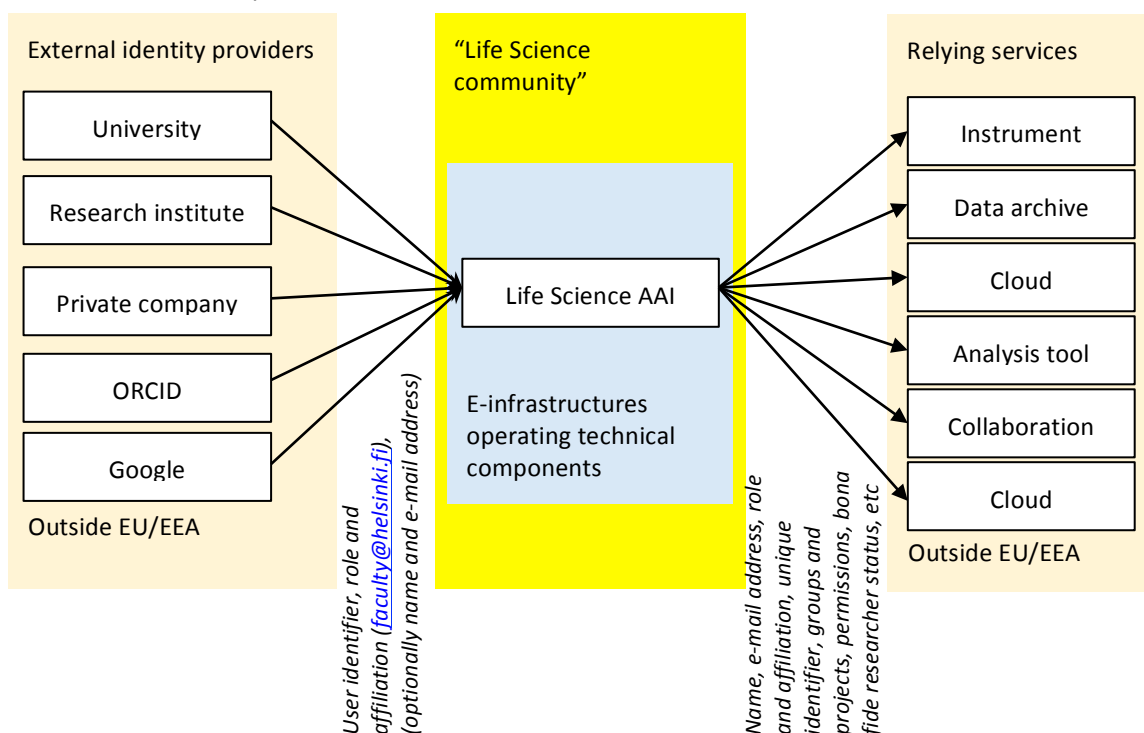 External identity providers
University
Research institute
Private company
ORCID
Google
Outside EU/EEA
User identifier, role and
affiliation (faculty@helsinki.fi),
(optionally name and e-mail address)
“Life Science
community”
Life Science AAI
E-infrastructures
operating technical
components
Name, e-mail address, role
and affiliation, unique
identifier, groups and
projects, permissions, bona
fide researcher status, etc
Relying services
Instrument
Data archive
Cloud
Analysis tool
Collaboration
Cloud
Outside EU/EEA